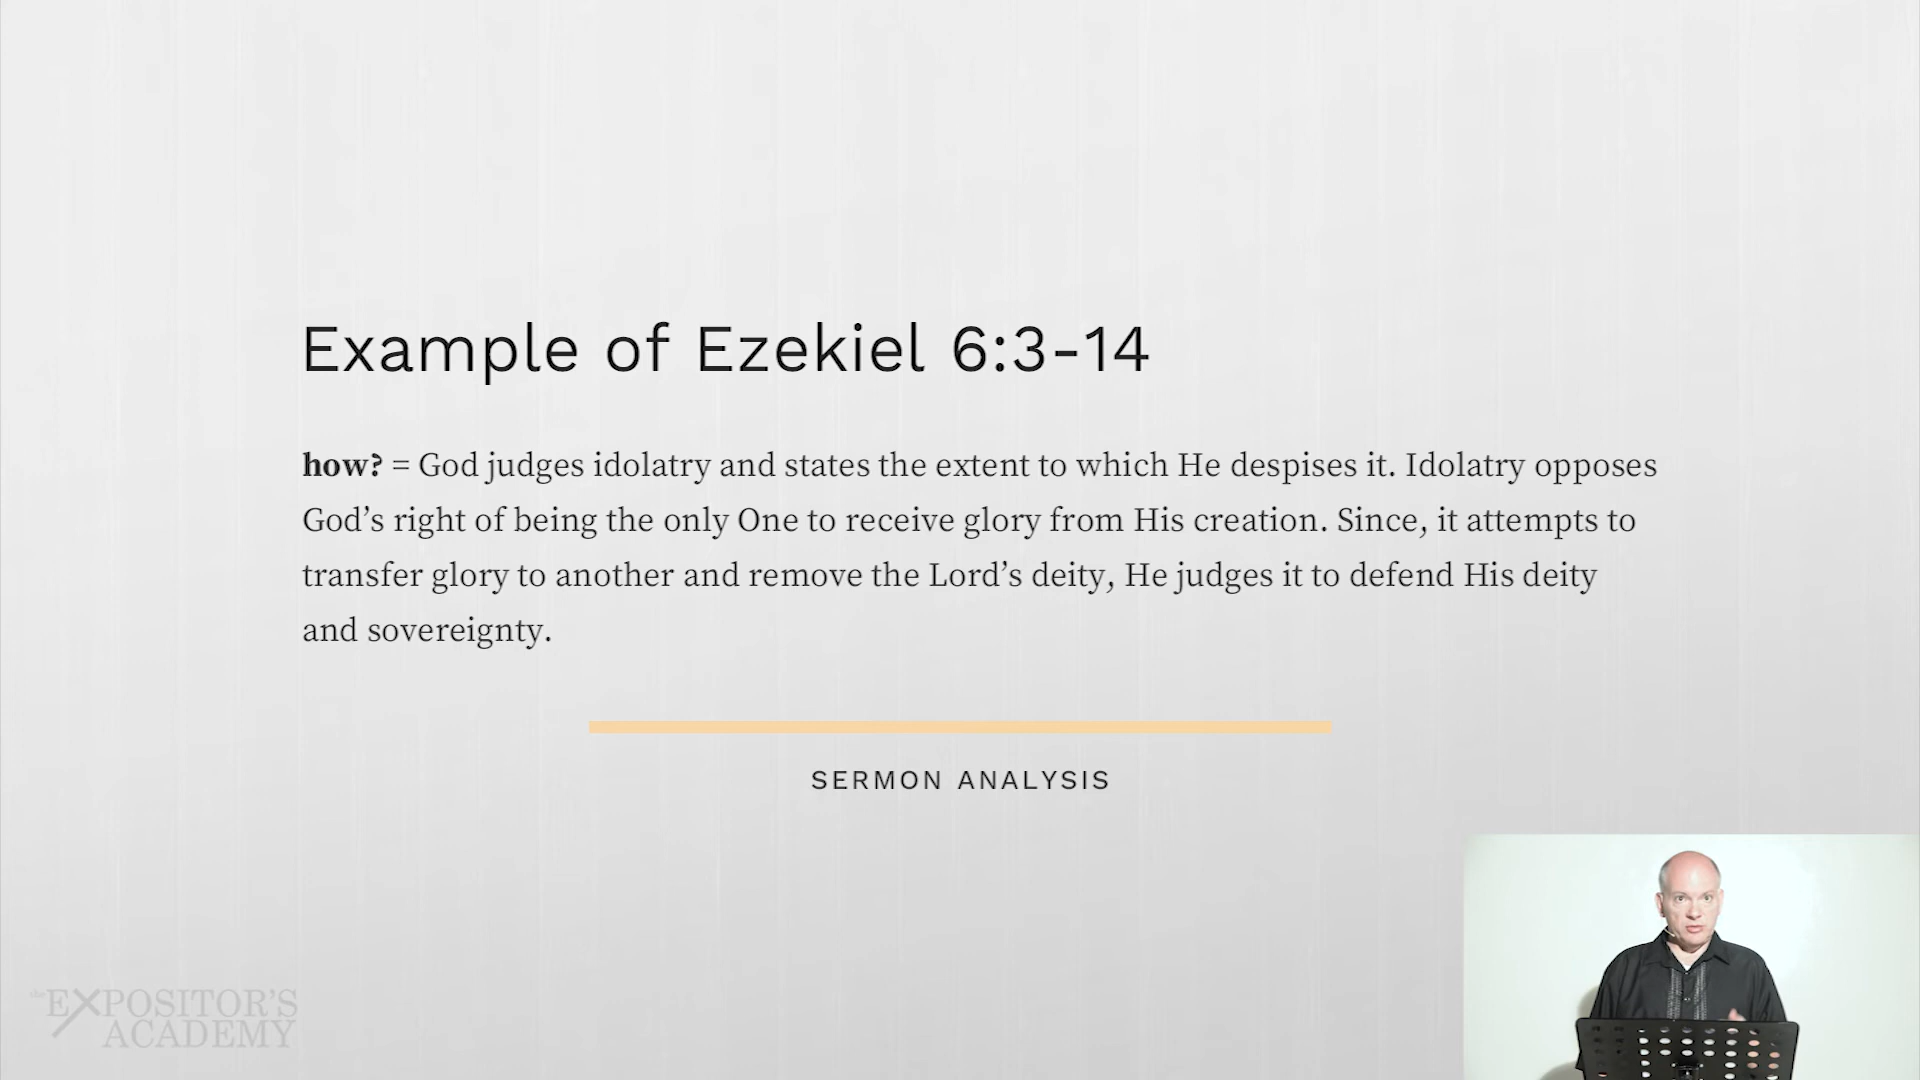 Example of Ezekiel 6:3-14
how? = God judges idolatry and states the extent to which He despises it. Idolatry opposes
God’s right of being the only One to receive glory from His creation. Since, it attempts to
transfer glory to another and remove the Lord’s deity, He judges it to defend His deity
and sovereignty.
SERMON ANALYSIS
the EXPOSITOR'S
ACADEMY